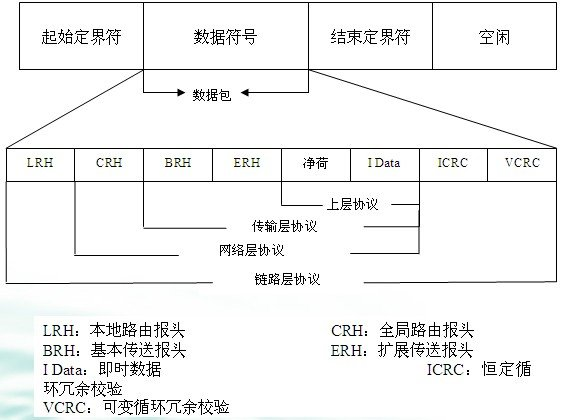 起始定界符 数据符号 结束定界符 空闲
数据包
LRH CRH BRH ERH 净荷 I Data ICRC VCRC
上层协议
传输层协议
网络层协议
链路层协议
LRH：本地路由报头 CRH：全局路由报头
BRH：基本传送报头 ERH：扩展传送报头
I Data：即时数据 ICRC：恒定循
环冗余校验
VCRC：可变循环冗余校验